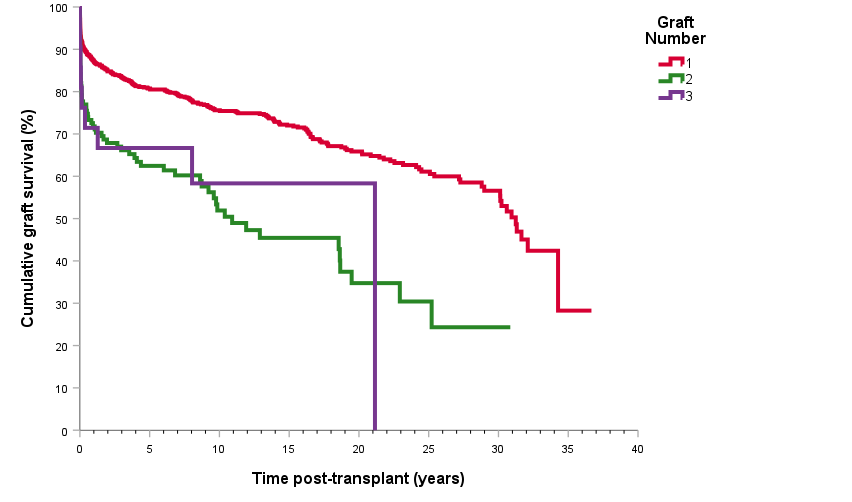 Graft
Number
1
2
3
Cumulative graft survival (%)
100
90
80
70
60
50
40
30
20
10
0
0 5 10 15 20 25 30 35 40
Time post-transplant (years)